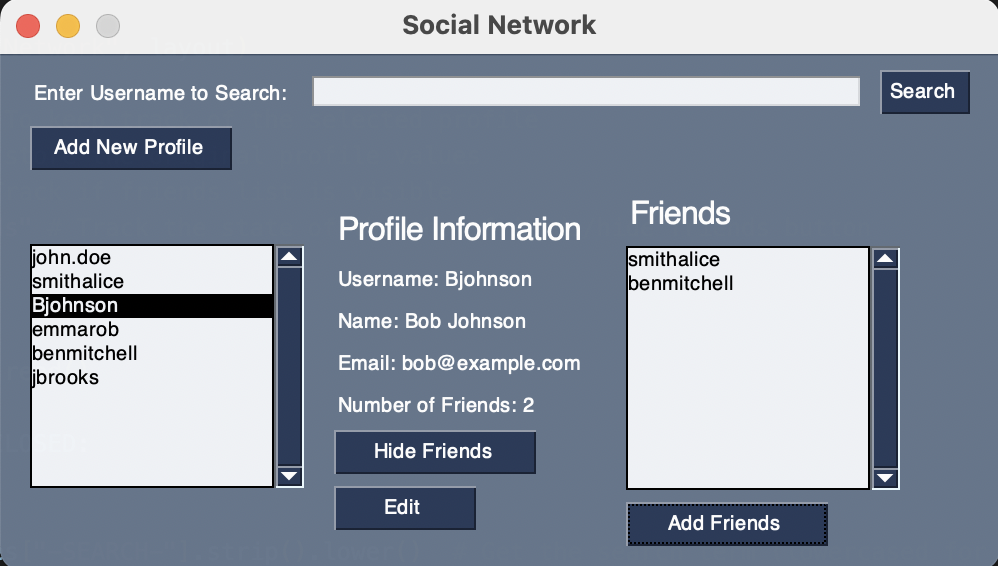 Social Network
Enter Username to Search:
Search
Add New Profile
john.doe
smithalice
Bjohnson
emmarob
benmitchell
jbrooks
Profile Information
Username: Bjohnson
Name: Bob Johnson
Email: bob@example.com
Number of Friends: 2
Hide Friends
Edit
Friends
smithalice
benmitchell
Add Friends